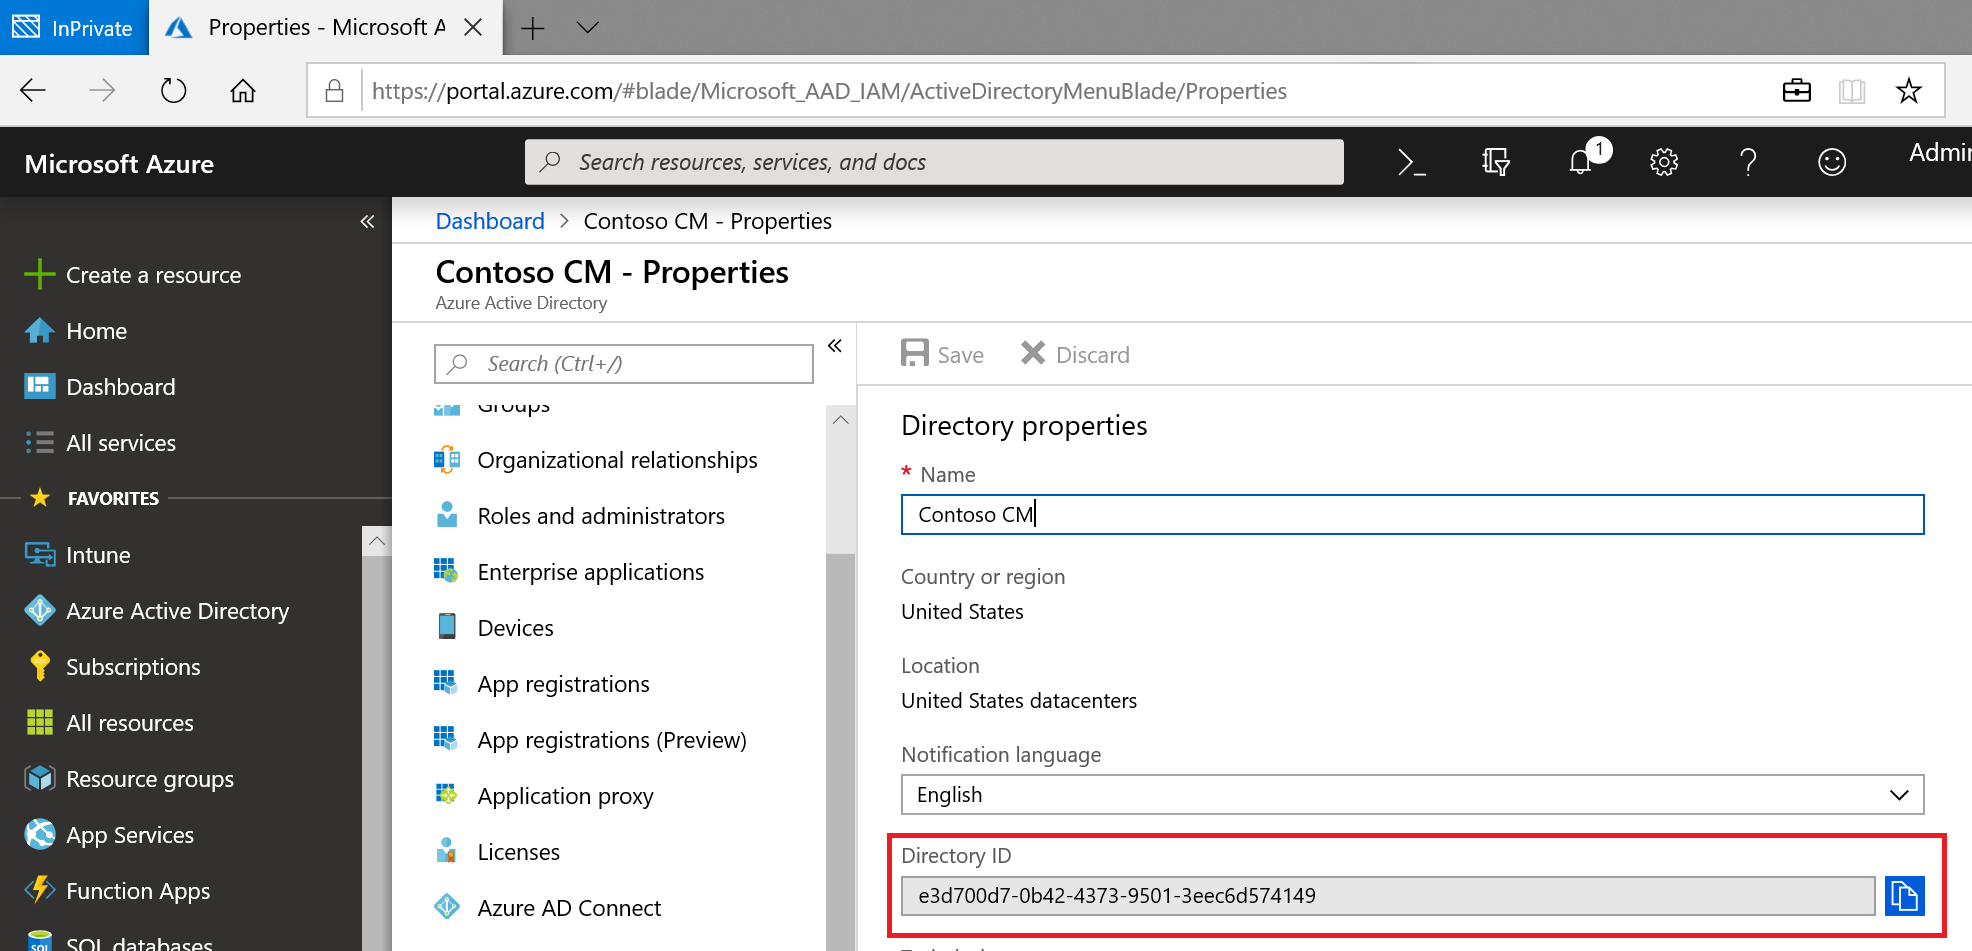 InPrivate
Properties - Microsoft A
https://portal.azure.com/#blade/Microsoft_AAD_IAM/ActiveDirectoryMenuBlade/Properties
Microsoft Azure
Search resources, services, and docs
1
Admin
Create a resource
Home
Dashboard
All services
FAVORITES
Intune
Azure Active Directory
Subscriptions
All resources
Resource groups
App Services
Function Apps
SQL databases
Dashboard > Contoso CM - Properties
Contoso CM - Properties
Azure Active Directory
Search (Ctrl+/)
Groups
Organizational relationships
Roles and administrators
Enterprise applications
Devices
App registrations
App registrations (Preview)
Application proxy
Licenses
Azure AD Connect
Save
Discard
Directory properties
* Name
Contoso CM
Country or region
United States
Location
United States datacenters
Notification language
English
Directory ID
e3d700d7-0b42-4373-9501-3eec6d574149